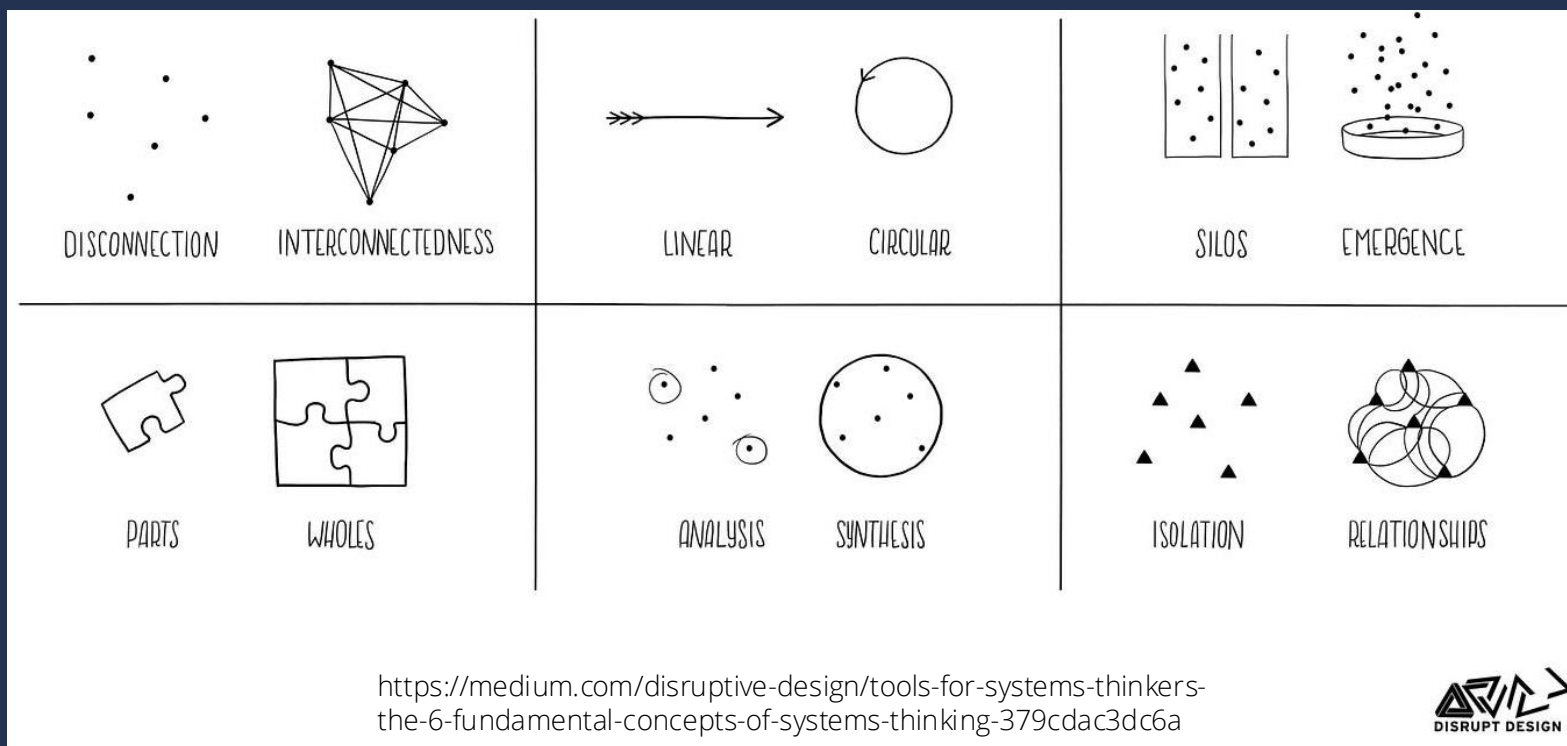 DISCONNECTION INTERCONNECTEDNESS
LINEAR CIRCULAR
SILOS EMERGENCE
PARTS WHOLES
ANALYSIS SYNTHESIS
ISOLATION RELATIONSHIPS
https://medium.com/disruptive-design/tools-for-systems-thinkers-
the-6-fundamental-concepts-of-systems-thinking-379cdac3dc6a
DISRUPT DESIGN